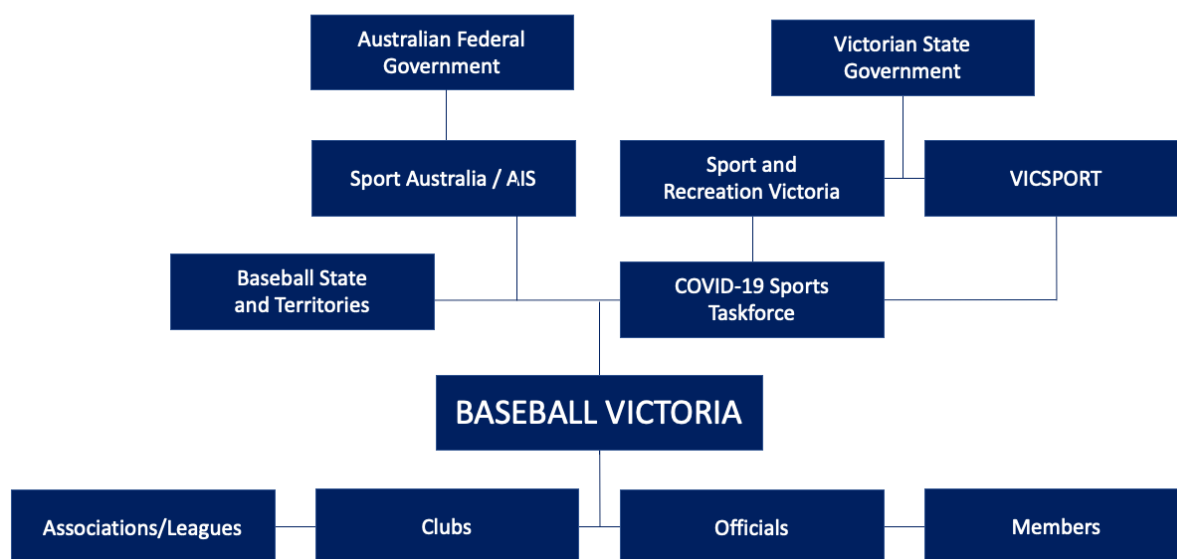 Australian Federal
Government
Victorian State
Government
Sport Australia / AIS
Sport and
Recreation Victoria
VICSPORT
Baseball State
and Territories
COVID-19 Sports
Taskforce
BASEBALL VICTORIA
Associations/Leagues
Clubs
Officials
Members